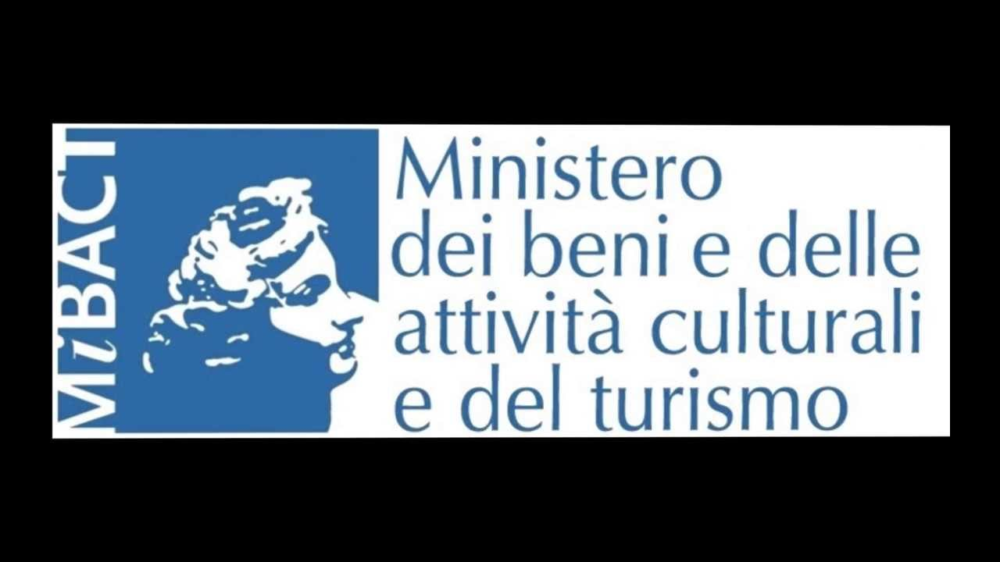 MiBACT
Ministero
dei beni e delle
attività culturali
e del turismo